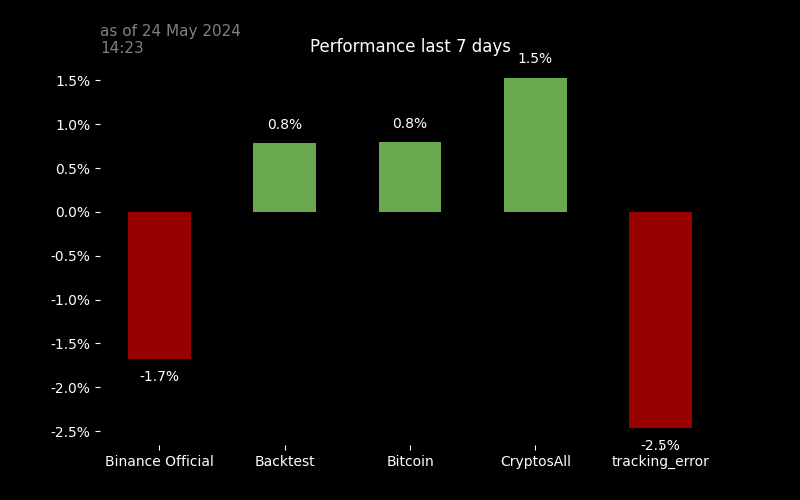 as of 24 May 2024
14:23
Performance last 7 days
1.5%
1.5%
1.0%
0.8%
0.8%
0.5%
0.0%
-0.5%
-1.0%
-1.5%
-1.7%
-2.0%
-2.5%
-2.5%
Binance Official
Backtest
Bitcoin
CryptosAll
tracking_error